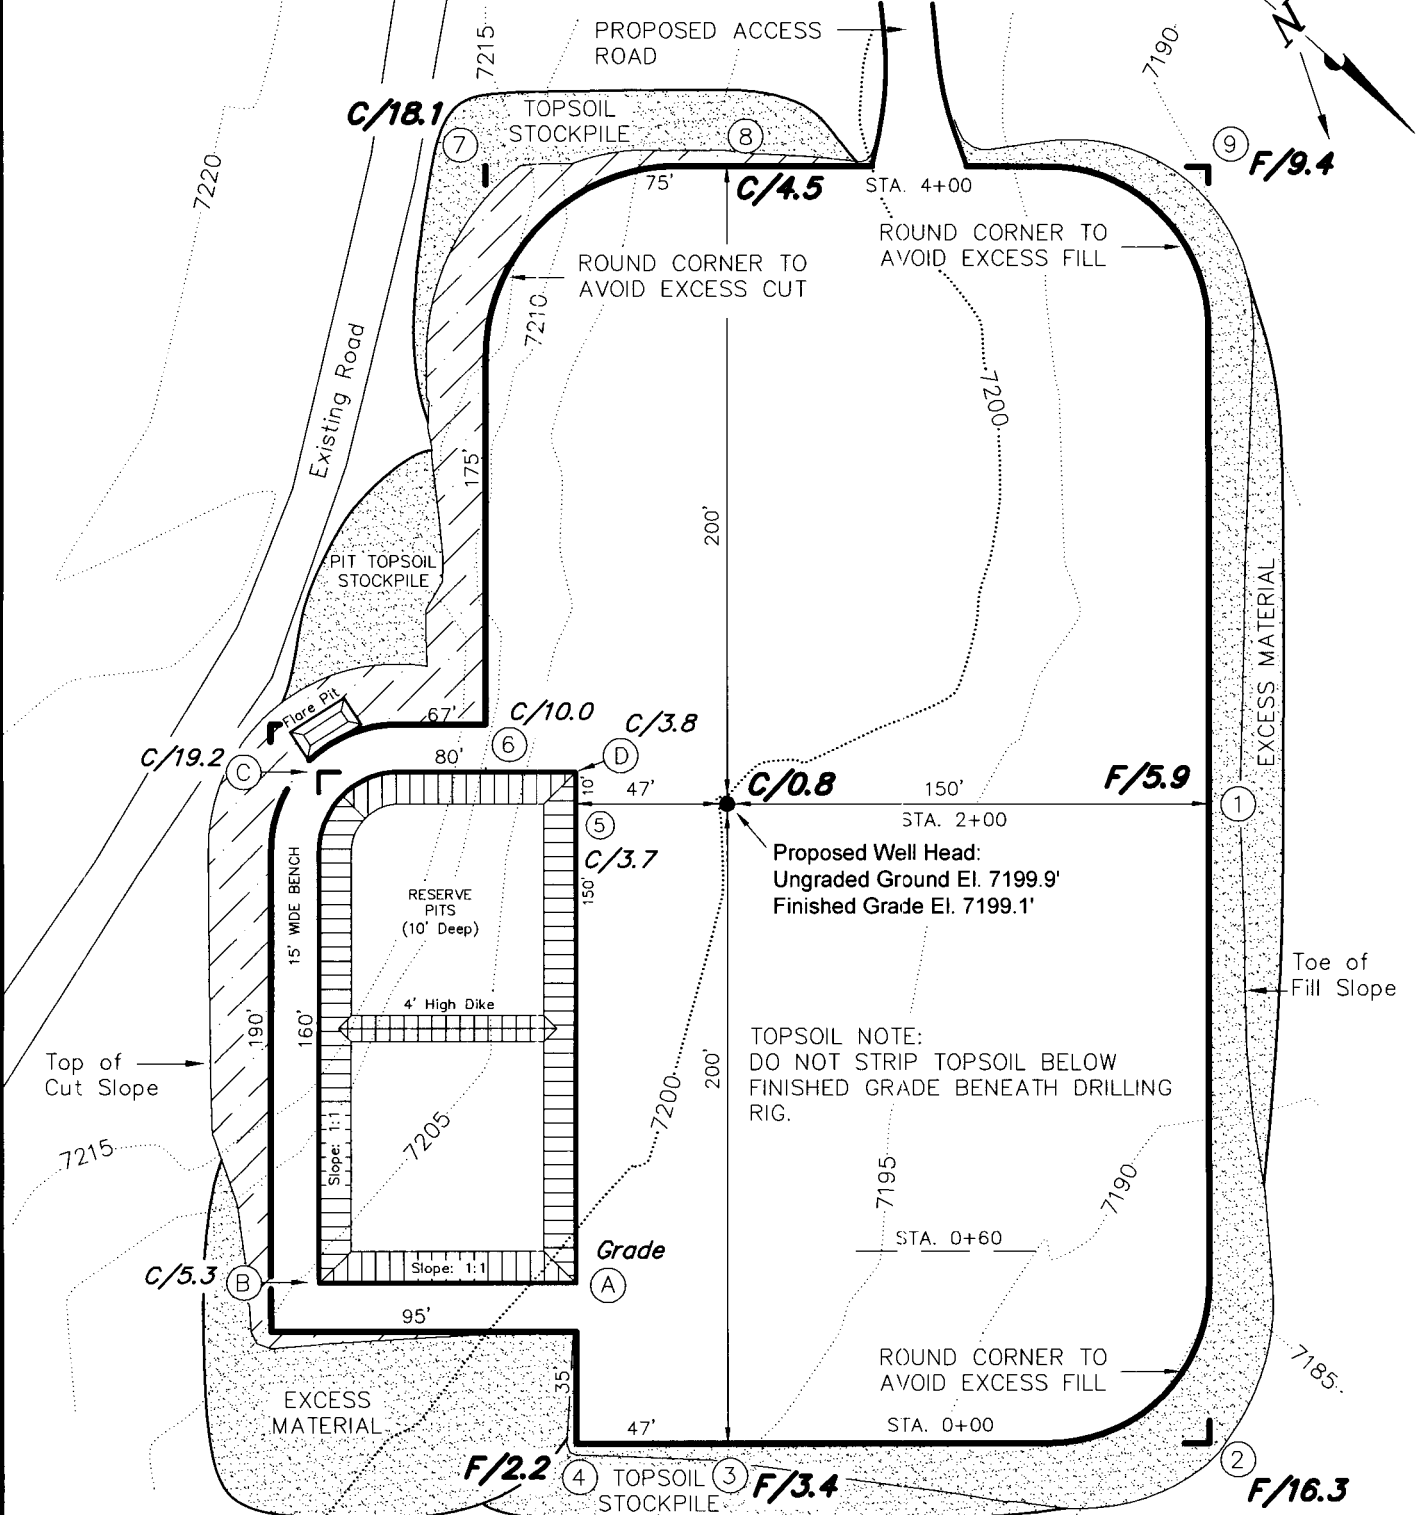 PROPOSED ACCESS
ROAD
N
7215
7190
C/18.1
TOPSOIL
STOCKPILE
7
8
9
F/9.4
7220
75'
C/4.5
STA. 4+00
ROUND CORNER TO
AVOID EXCESS FILL
ROUND CORNER TO
AVOID EXCESS CUT
7210
Existing Road
7200
175'
200'
PIT TOPSOIL
STOCKPILE
EXCESS MATERIAL
Flare Pit
67'
C/10.0
6
C/3.8
D
C/19.2
C
80'
10'
47'
C/0.8
150'
F/5.9
1
STA. 2+00
5
C/3.7
Proposed Well Head:
Ungraded Ground El. 7199.9'
Finished Grade El. 7199.1'
150'
15' WIDE BENCH
RESERVE
PITS
(10' Deep)
4' High Dike
190'
160'
Toe of
Fill Slope
TOPSOIL NOTE:
DO NOT STRIP TOPSOIL BELOW
FINISHED GRADE BENEATH DRILLING
RIG.
200'
Top of
Cut Slope
7200
7205
7215
Slope: 1:1
7195
7190
STA. 0+60
Grade
A
C/5.3
B
Slope: 1:1
95'
ROUND CORNER TO
AVOID EXCESS FILL
7185
35'
EXCESS
MATERIAL
47'
STA. 0+00
F/2.2
4
TOPSOIL
STOCKPILE
3
F/3.4
2
F/16.3